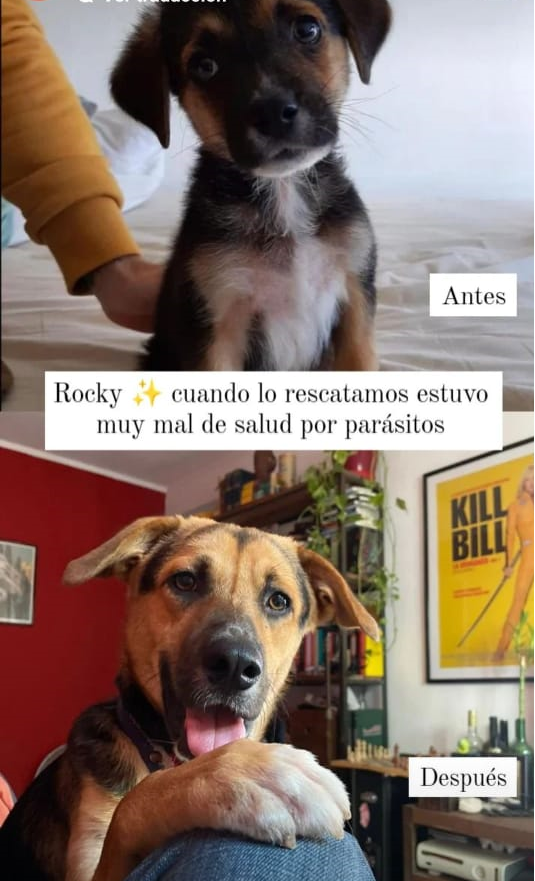 Antes
Rocky ✨ cuando lo rescatamos estuvo
muy mal de salud por parásitos
KILL
BILL
Después